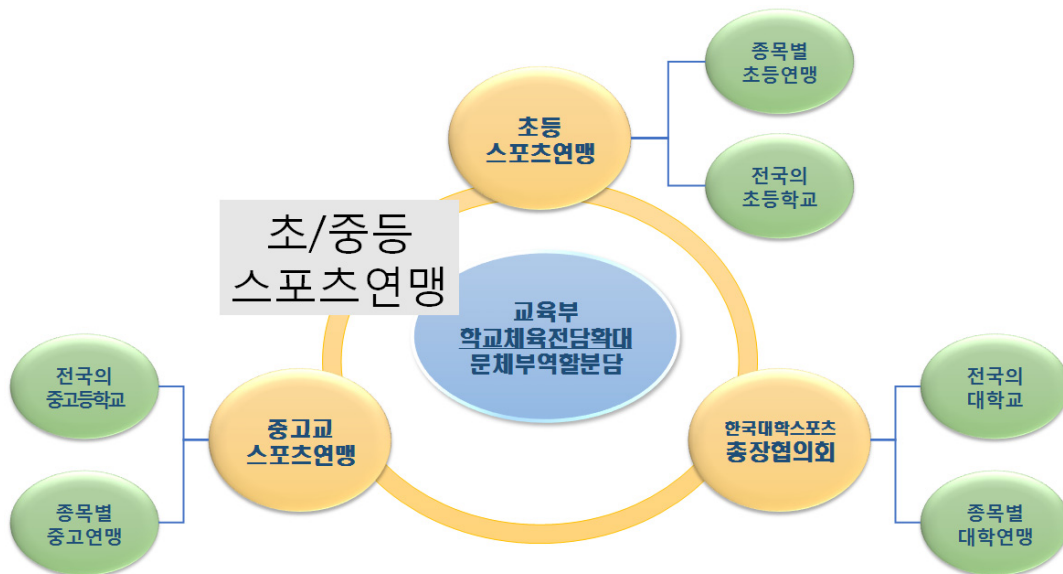 종목별
초등연맹
초등
스포츠연맹
전국의
초등학교
초/중등
스포츠연맹
교육부
학교체육전담확대
문체부역할분담
전국의
중고등학교
중고교
스포츠연맹
종목별
중고연맹
한국대학스포츠
총장협의회
전국의
대학교
종목별
대학연맹